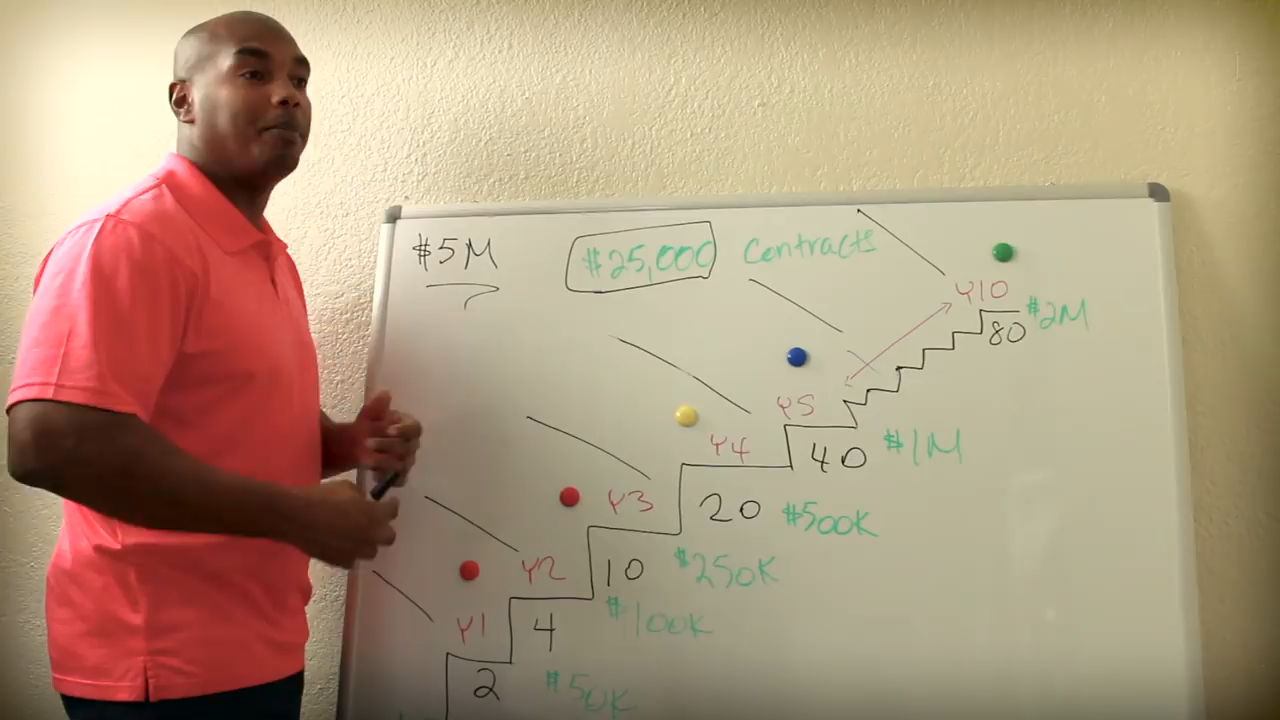 $5M
$25,000 Contracts
Y10
80 $2M
Y5
Y4 40 $1M
Y3 20 $500K
Y2 10 $250K
Y1 4 $100K
2 $50K